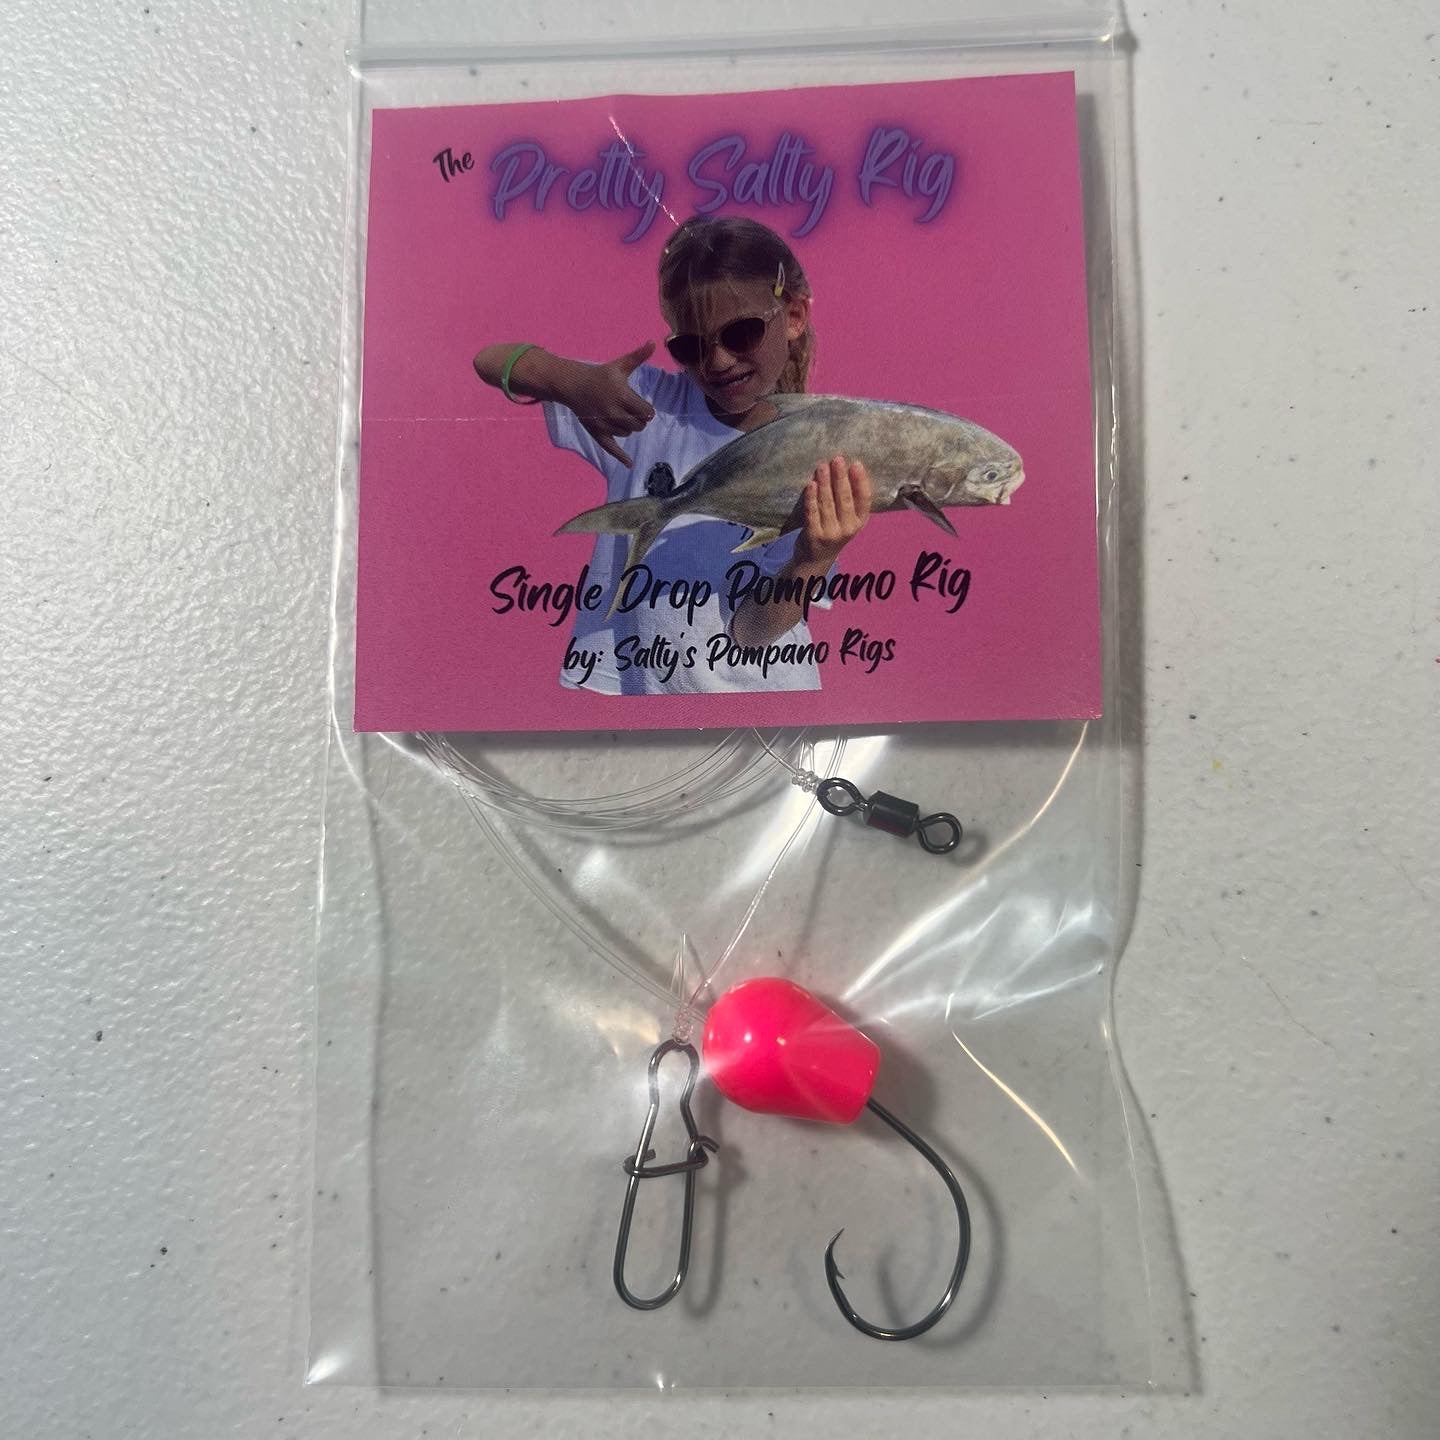 The Pretty Salty Rig
Single Drop Pompano Rig
by: Salty's Pompano Rigs